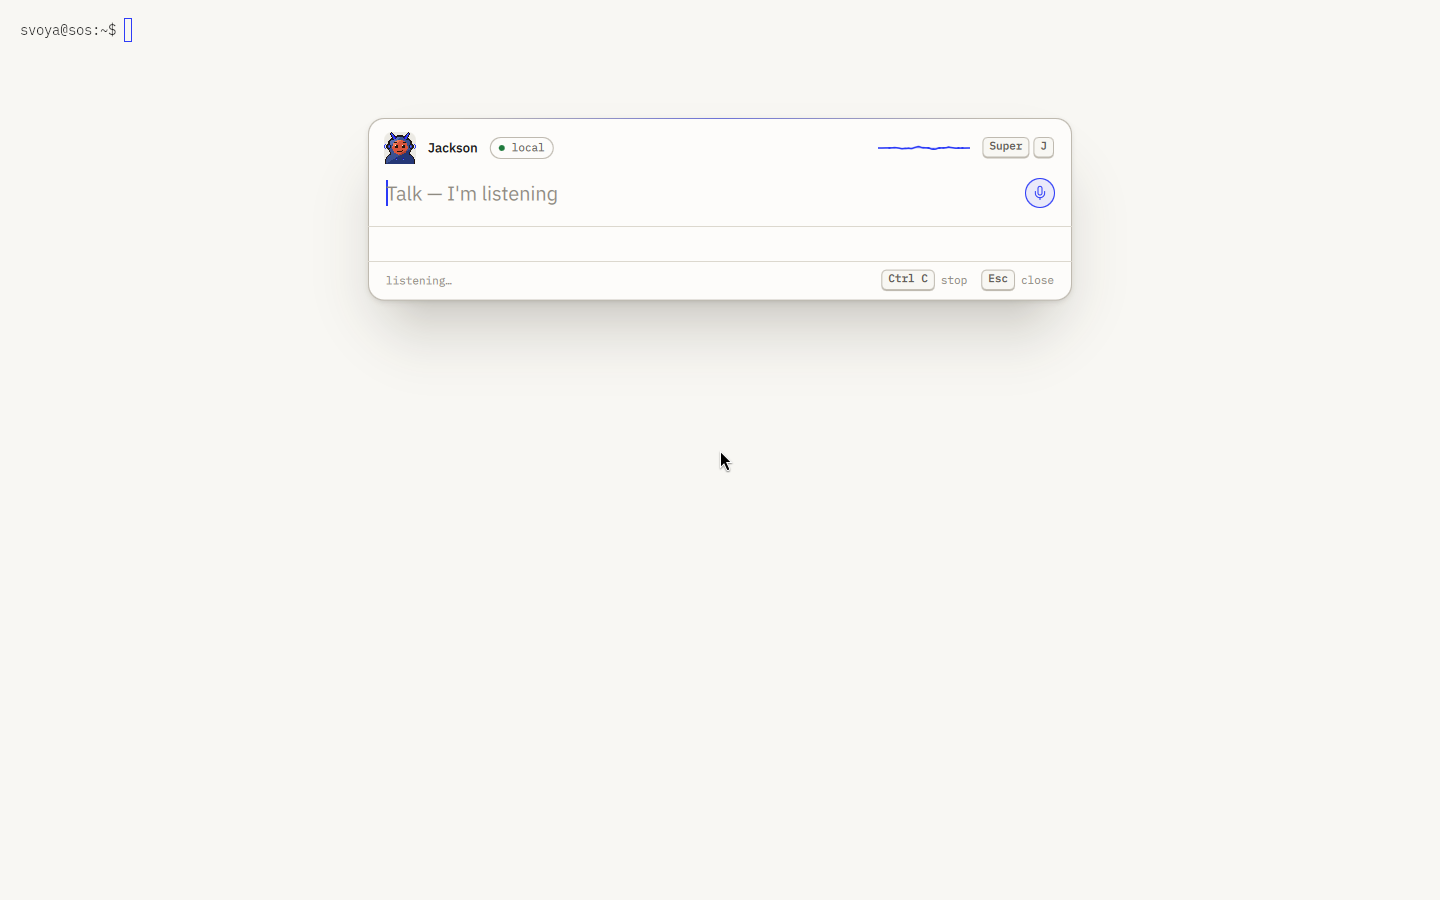 svoya@sos:~$
Jackson
local
Super
J
Talk — I'm listening
listening…
Ctrl C
stop
Esc
close